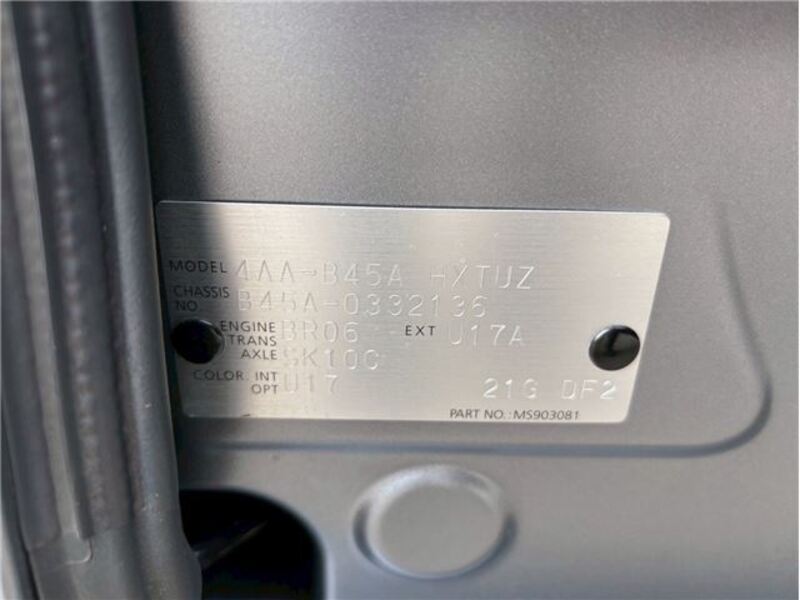 MODEL 4AA-B45A HXTUZ
CHASSIS NO. B45A-0332136
ENGINE BR06 EXT U17A
TRANS AXLE SK10C
COLOR. INT U17
OPT 21G DF2
PART NO.:MS903081